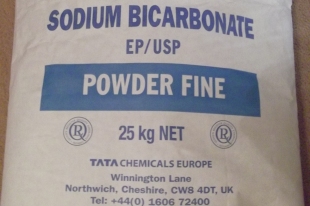 SODIUM BICARBONATE
EP/USP
POWDER FINE
25 kg NET
TATA CHEMICALS EUROPE
Winnington Lane
Northwich, Cheshire, CW8 4DT, UK
Tel: +44(0) 1606 72400